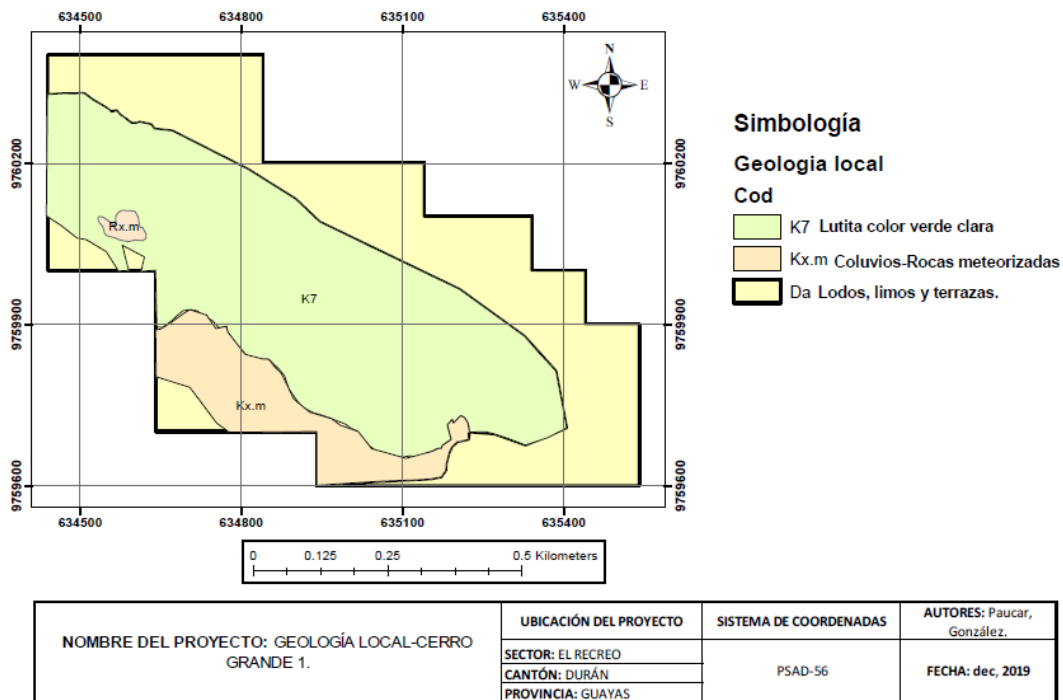 634500 634800 635100 635400
N
W E
S
9760200 9760200
Rx.m
K7
9759900 9759900
Kx.m
9759600 9759600
634500 634800 635100 635400
0 0.125 0.25 0.5 Kilometers
Simbología
Geologia local
Cod
K7 Lutita color verde clara
Kx.m Coluvios-Rocas meteorizadas
Da Lodos, limos y terrazas.
NOMBRE DEL PROYECTO: GEOLOGÍA LOCAL-CERRO
GRANDE 1.
UBICACIÓN DEL PROYECTO
SECTOR: EL RECREO
CANTÓN: DURÁN
PROVINCIA: GUAYAS
SISTEMA DE COORDENADAS
PSAD-56
AUTORES: Paucar,
González.
FECHA: dec, 2019